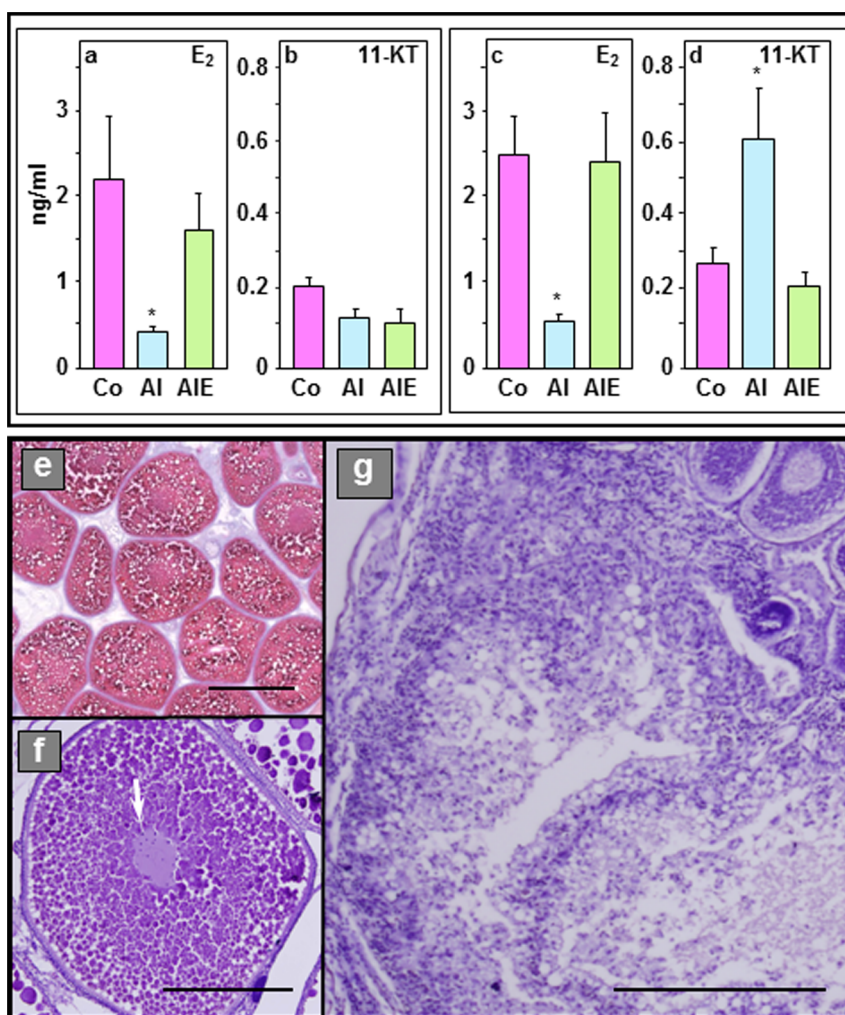 a E₂
b 11-KT
c E₂
d 11-KT
ng/ml
3
2
1
0
0.8
0.6
0.4
0.2
0
3
2
1
0
0.8
0.6
0.4
0.2
0
*
*
*
Co AI AIE
Co AI AIE
Co AI AIE
Co AI AIE
e
g
f